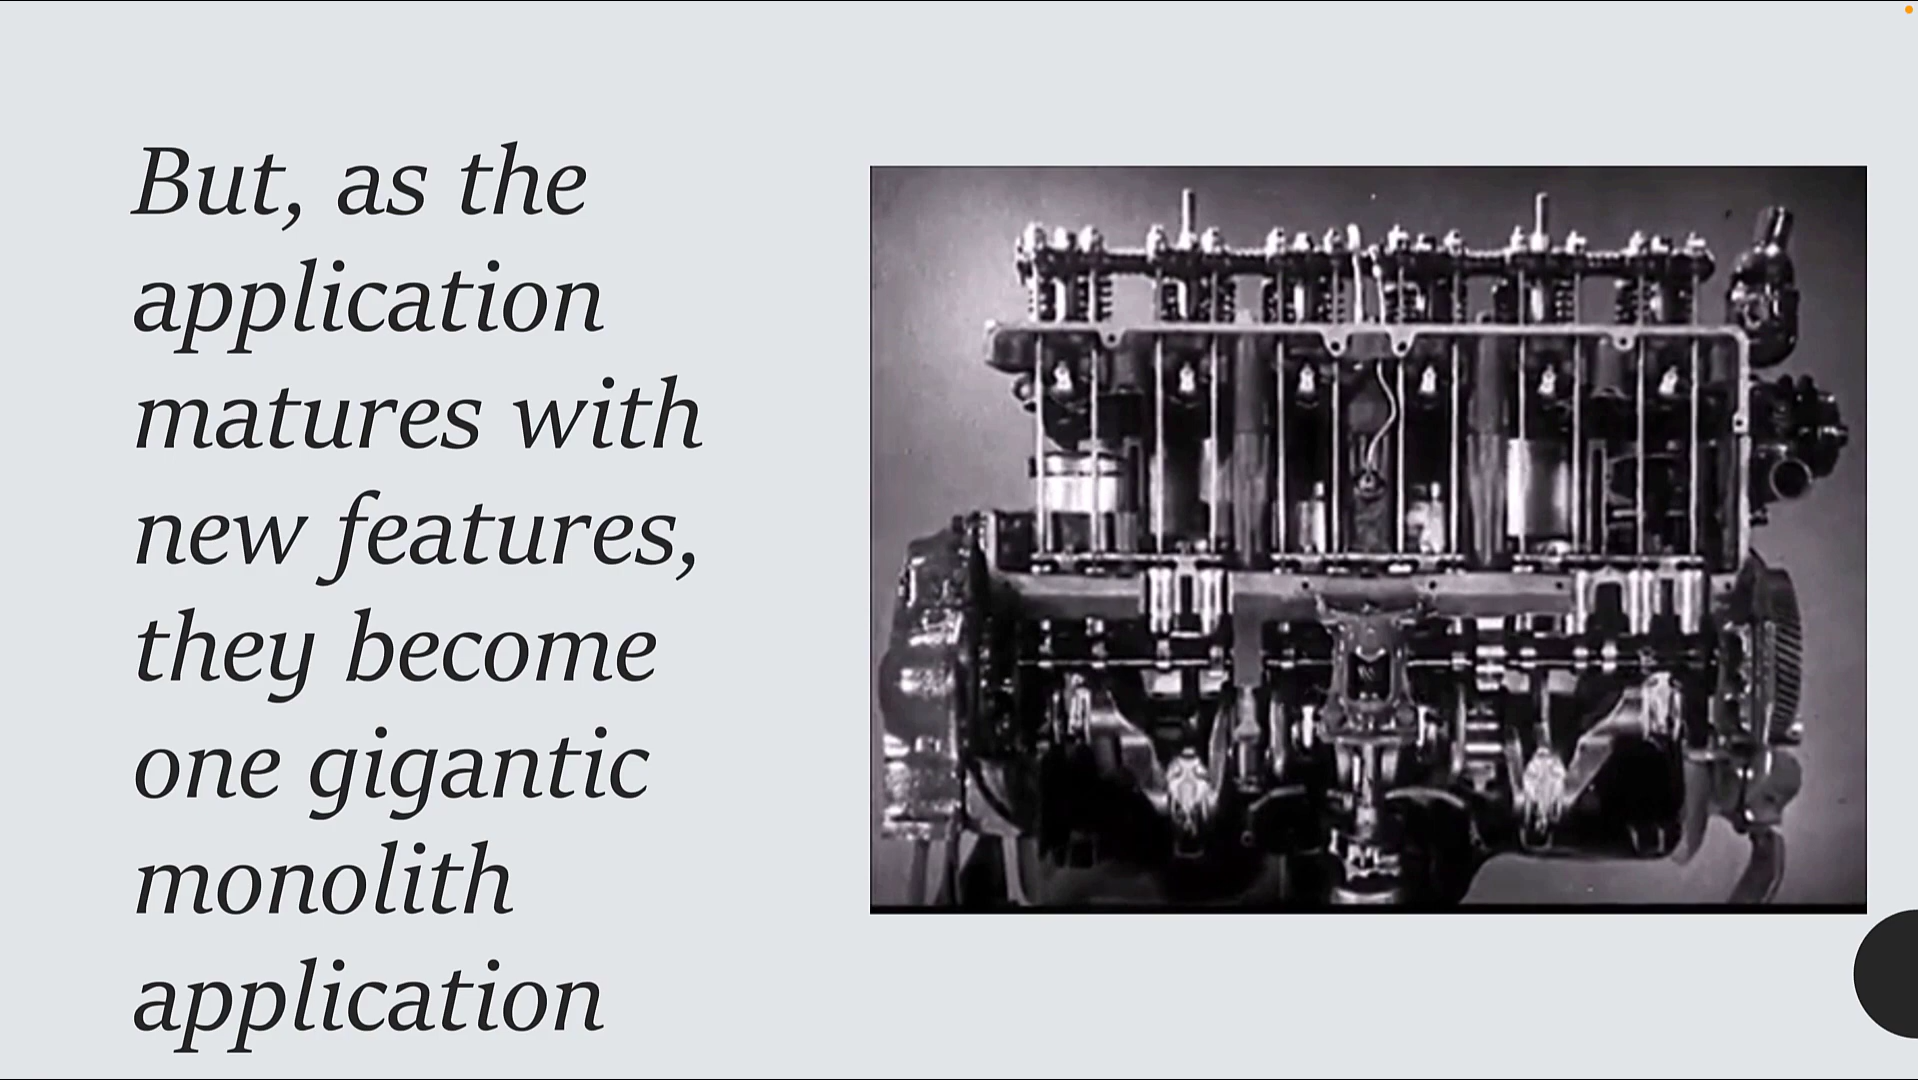 But, as the
application
matures with
new features,
they become
one gigantic
monolith
application